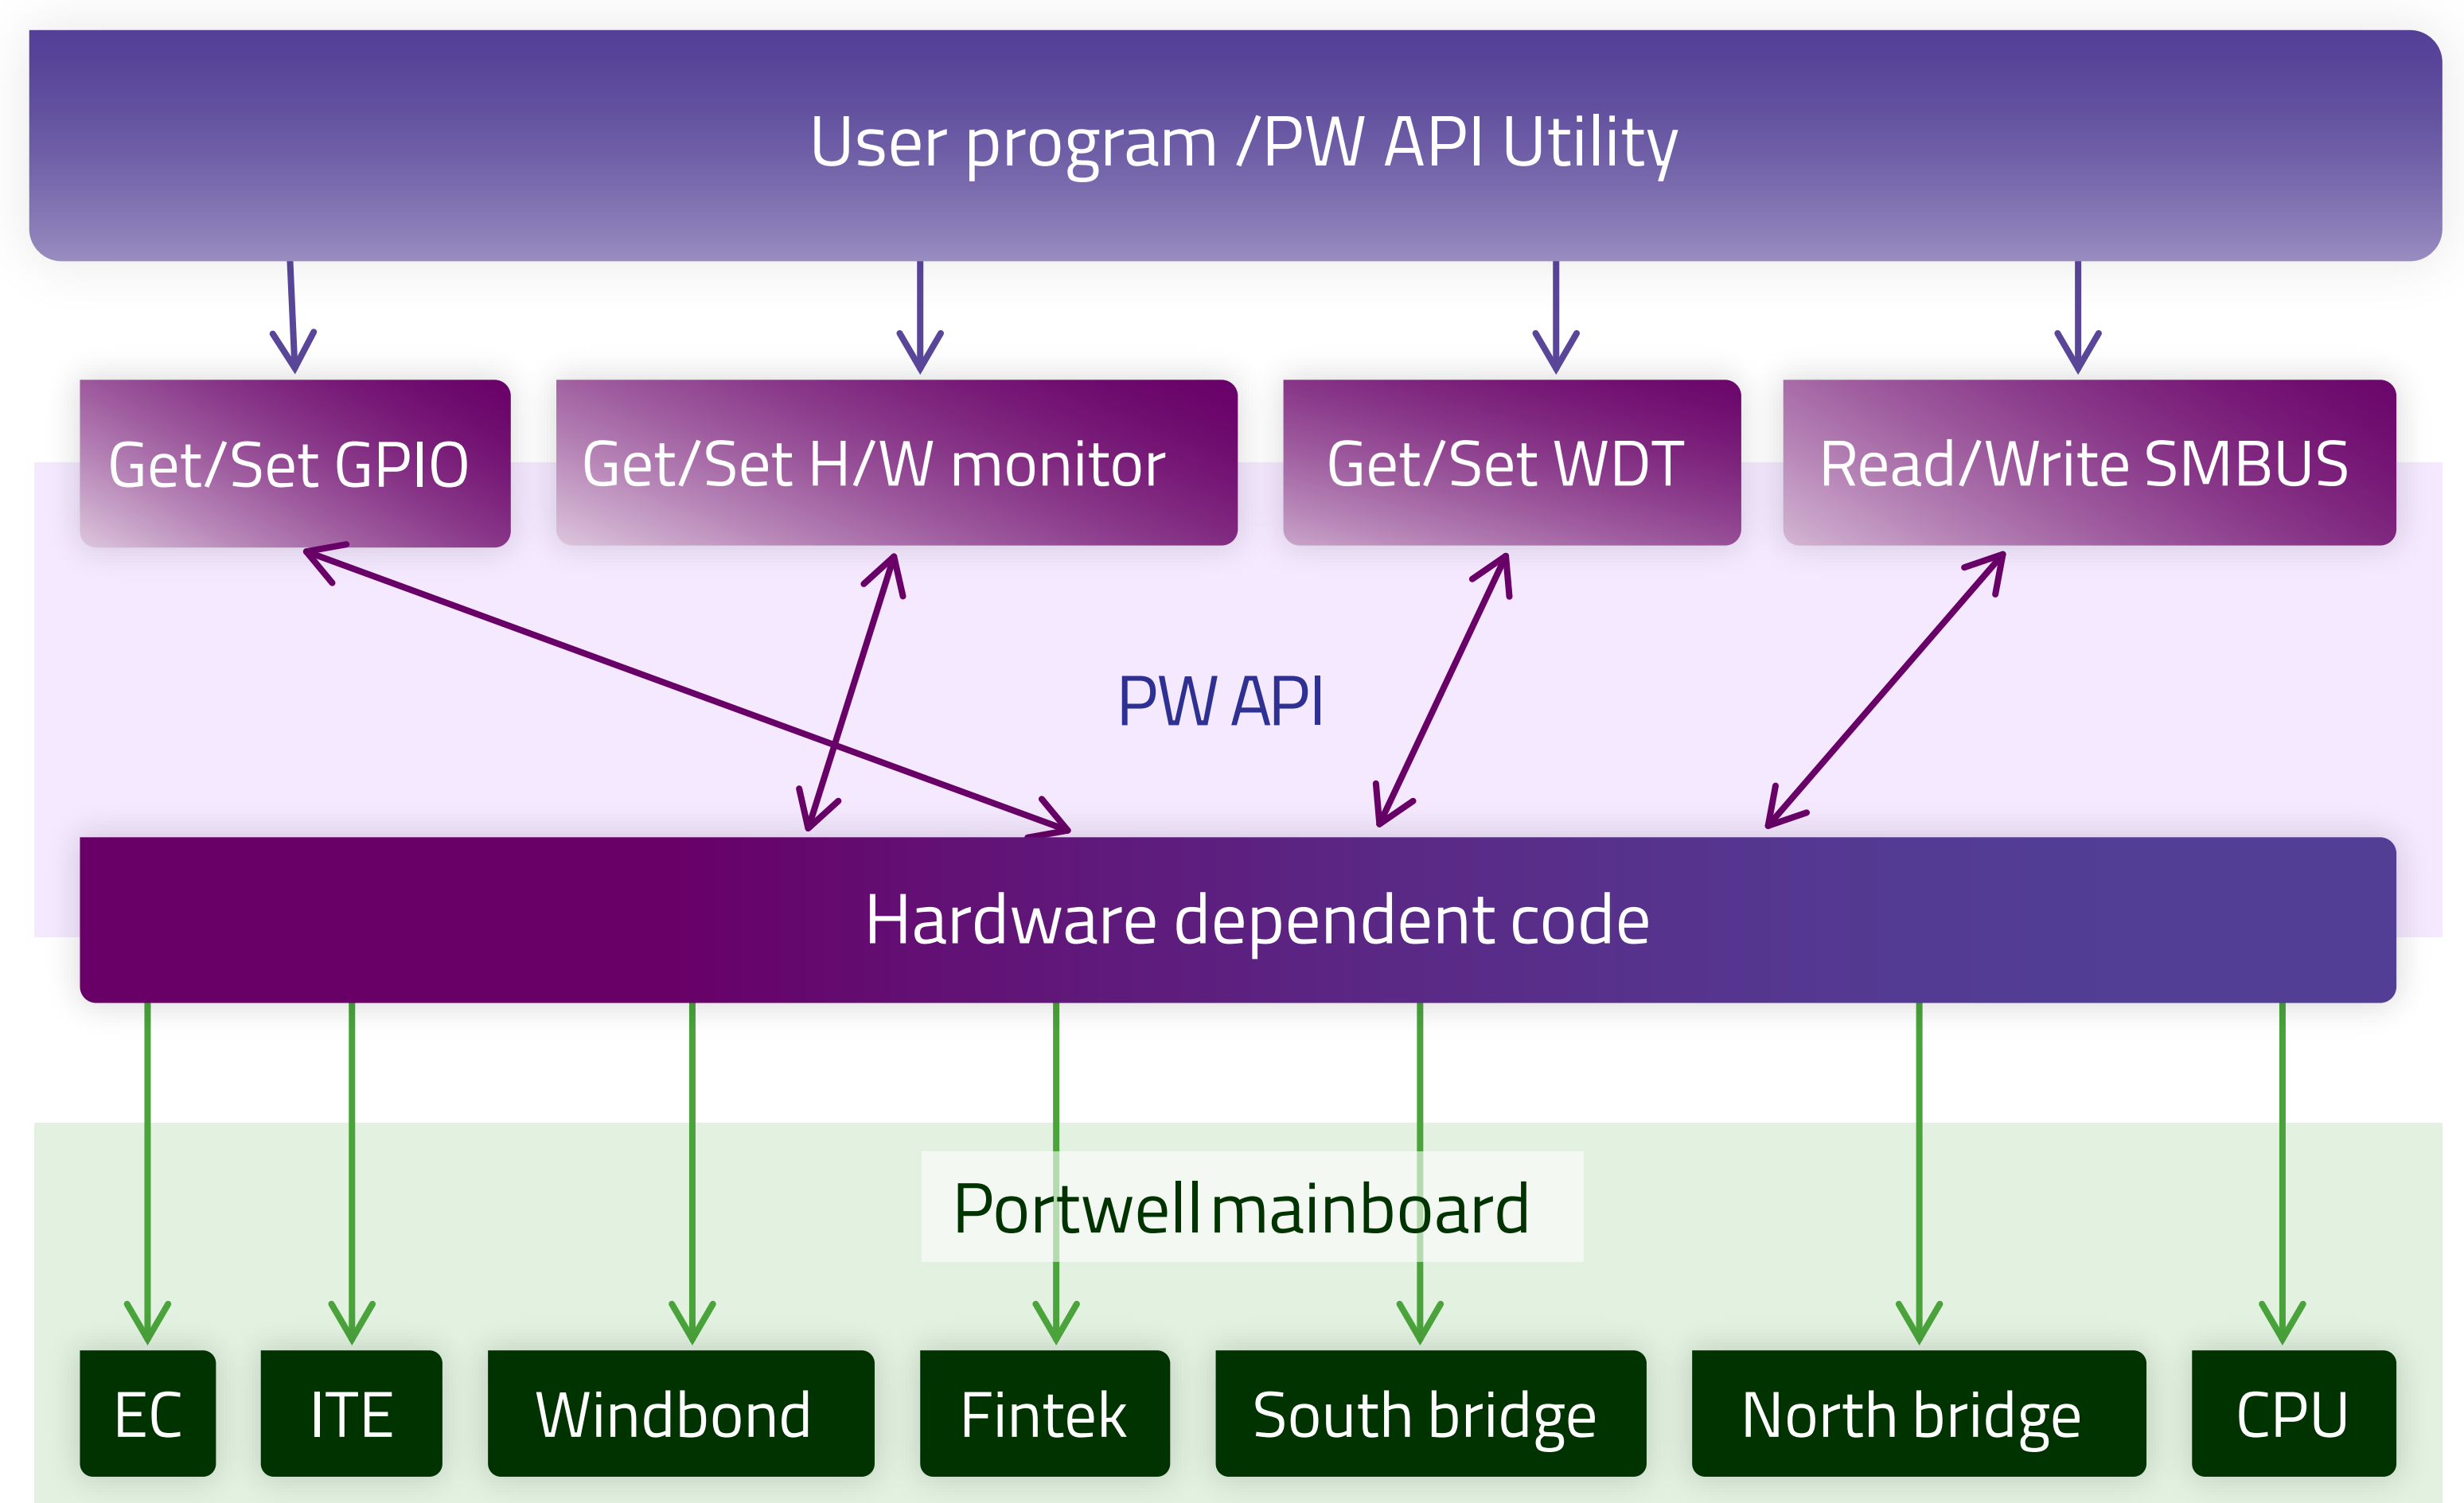 User program /PW API Utility
Get/Set GPIO
Get/Set H/W monitor
Get/Set WDT
Read/Write SMBUS
PW API
Hardware dependent code
Portwell mainboard
EC
ITE
Windbond
Fintek
South bridge
North bridge
CPU